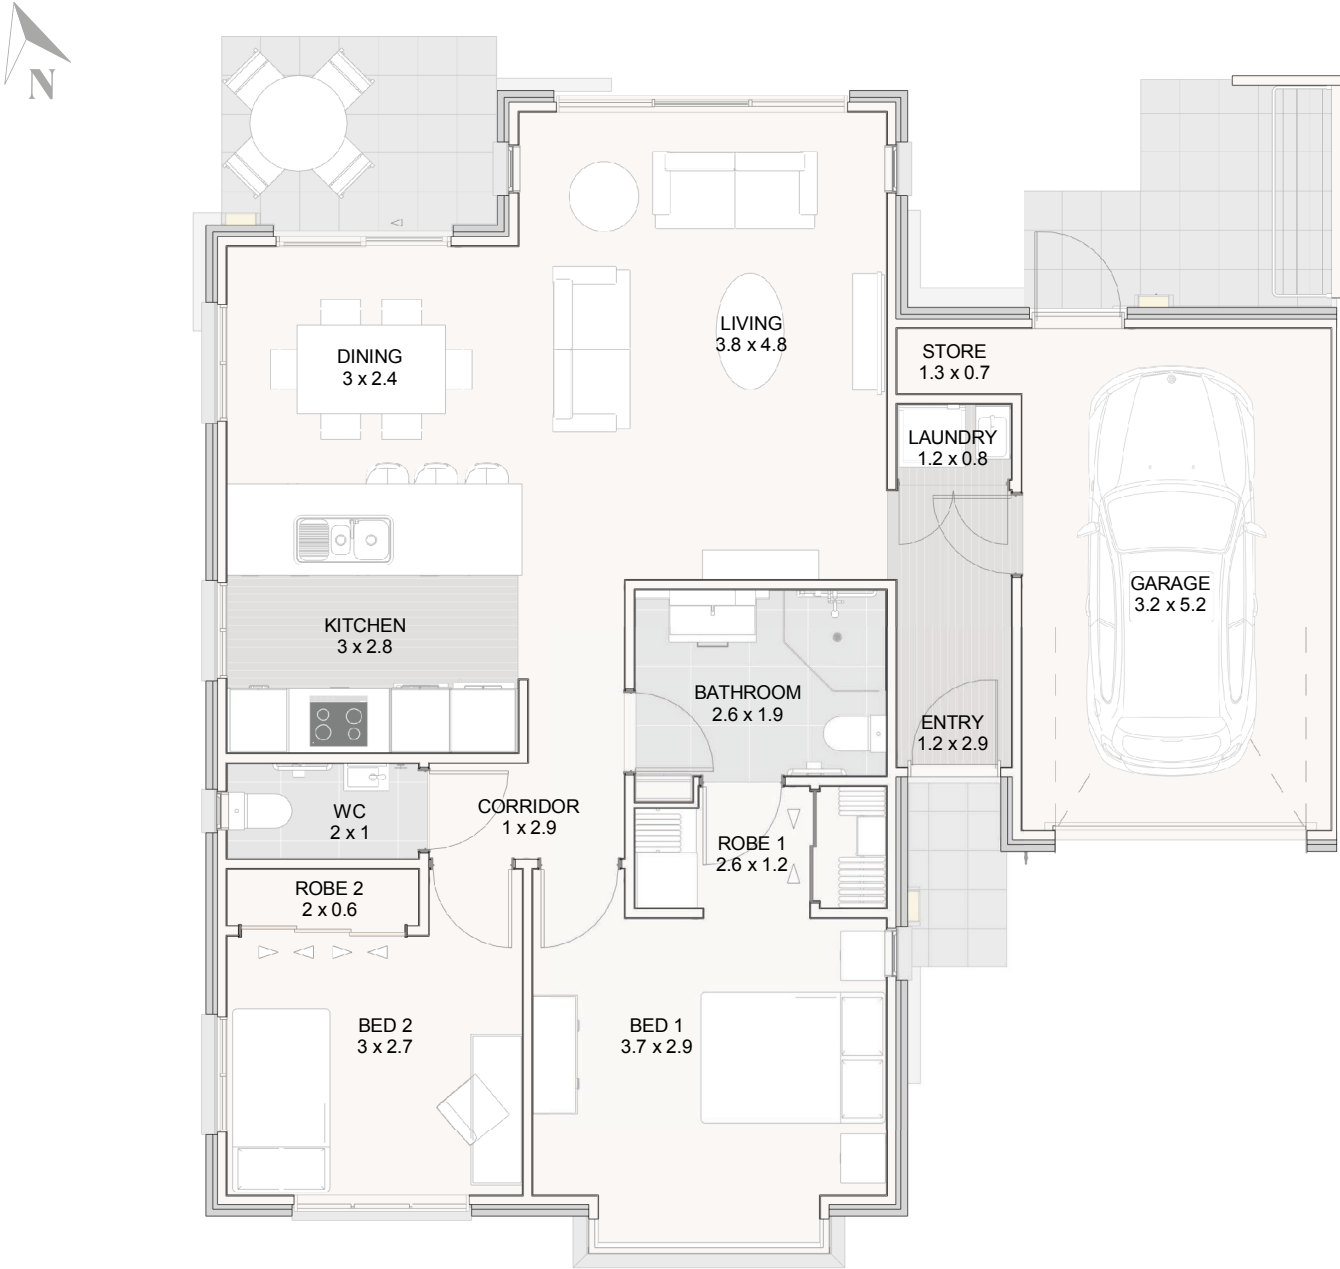 N
LIVING
3.8 x 4.8
DINING
3 x 2.4
STORE
1.3 x 0.7
LAUNDRY
1.2 x 0.8
GARAGE
3.2 x 5.2
KITCHEN
3 x 2.8
BATHROOM
2.6 x 1.9
ENTRY
1.2 x 2.9
WC
2 x 1
CORRIDOR
1 x 2.9
ROBE 1
2.6 x 1.2
ROBE 2
2 x 0.6
BED 2
3 x 2.7
BED 1
3.7 x 2.9